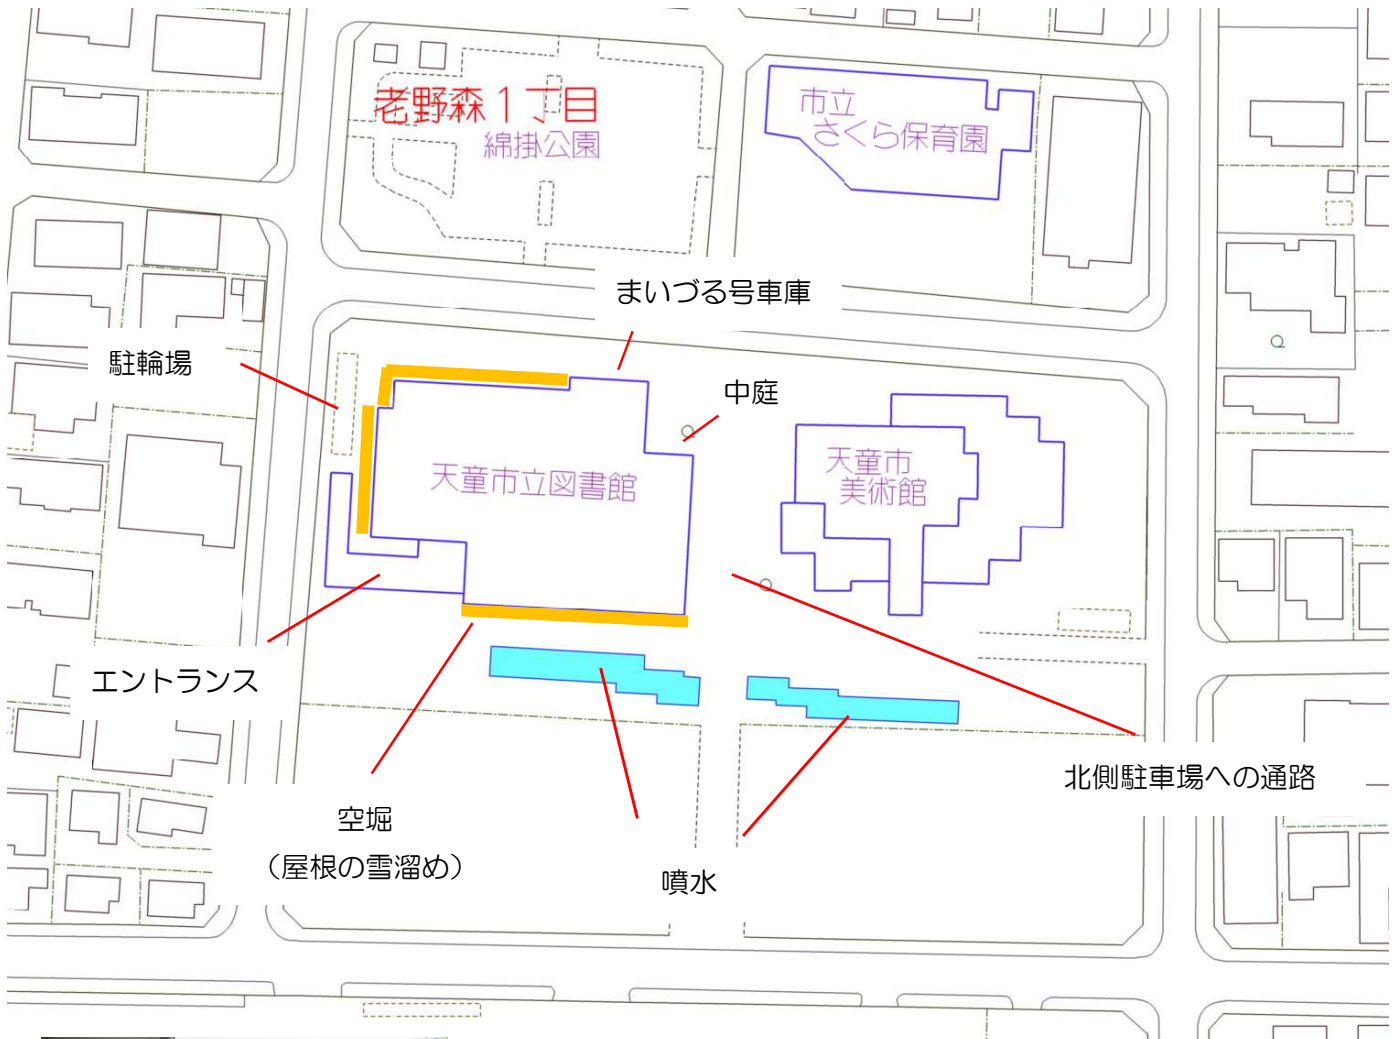 老野森1丁目
綿掛公園
市立
さくら保育園
まいづる号車庫
駐輪場
中庭
天童市立図書館
天童市
美術館
エントランス
北側駐車場への通路
空堀
（屋根の雪溜め）
噴水